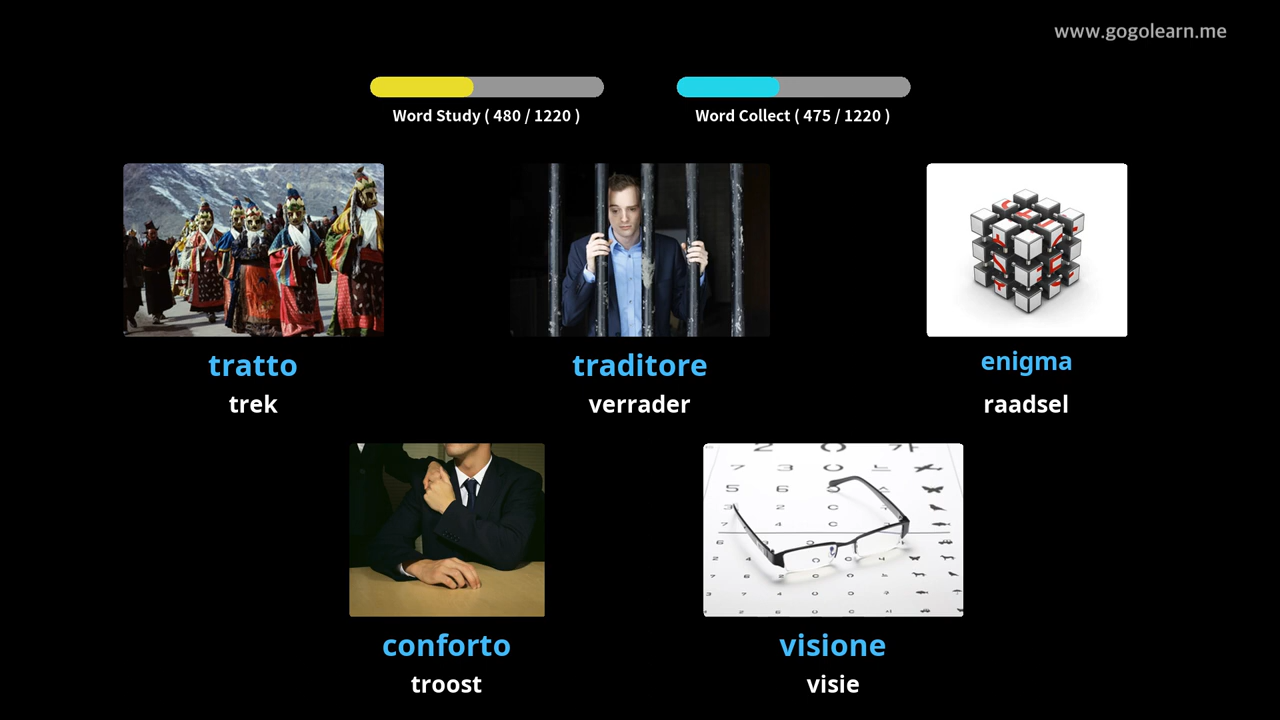 www.gogolearn.me
Word Study ( 480 / 1220 )
Word Collect ( 475 / 1220 )
tratto
trek
traditore
verrader
enigma
raadsel
conforto
troost
visione
visie